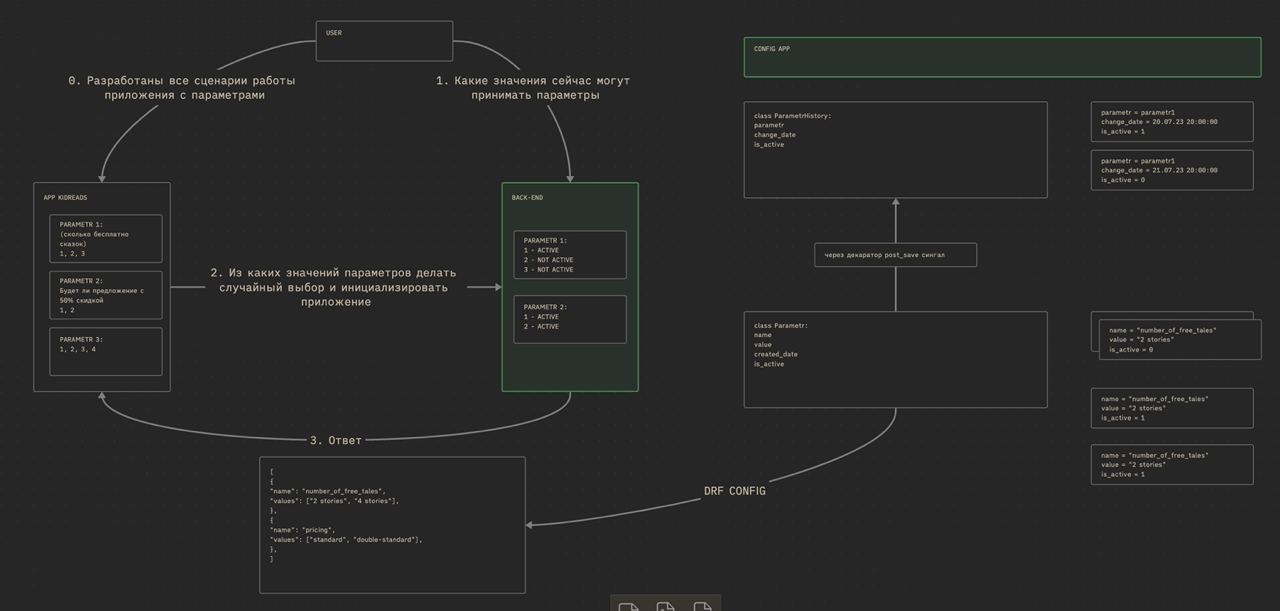 USER
0. Разработаны все сценарии работы
приложения с параметрами
1. Какие значения сейчас могут
принимать параметры
APP KIDREADS
PARAMETR 1:
(сколько бесплатно
сказок)
1, 2, 3
PARAMETR 2:
Будет ли предложение с
50% скидкой
1, 2
PARAMETR 3:
1, 2, 3, 4
2. Из каких значений параметров делать
случайный выбор и инициализировать
приложение
BACK-END
PARAMETR 1:
1 - ACTIVE
2 - NOT ACTIVE
3 - NOT ACTIVE
PARAMETR 2:
1 - ACTIVE
2 - ACTIVE
3. Ответ
[
{
"name": "number_of_free_tales",
"values": ["2 stories", "4 stories"],
},
{
"name": "pricing",
"values": ["standard", "double-standard"],
},
]
CONFIG APP
class ParametrHistory:
parametr
change_date
is_active
parametr = parametr1
change_date = 20.07.23 20:00:00
is_active = 1
parametr = parametr1
change_date = 21.07.23 20:00:00
is_active = 0
через декаратор post_save сингал
class Parametr:
name
value
created_date
is_active
name = "number_of_free_tales"
value = "2 stories"
is_active = 0
name = "number_of_free_tales"
value = "2 stories"
is_active = 1
name = "number_of_free_tales"
value = "2 stories"
is_active = 1
DRF CONFIG